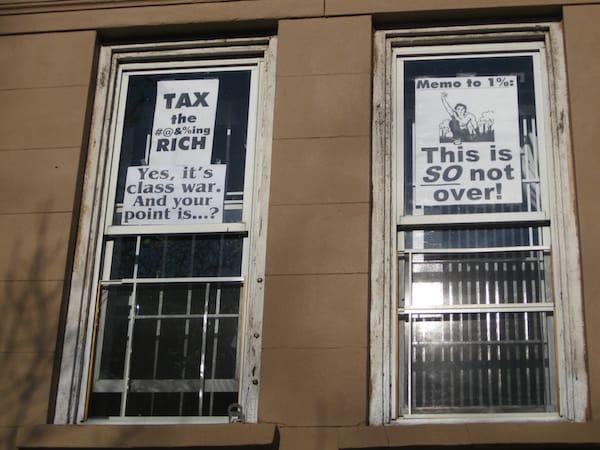 TAX
the
#@&%ing
RICH
Yes, it's
class war.
And your
point is...?
Memo to 1%:
This is
SO not
over!